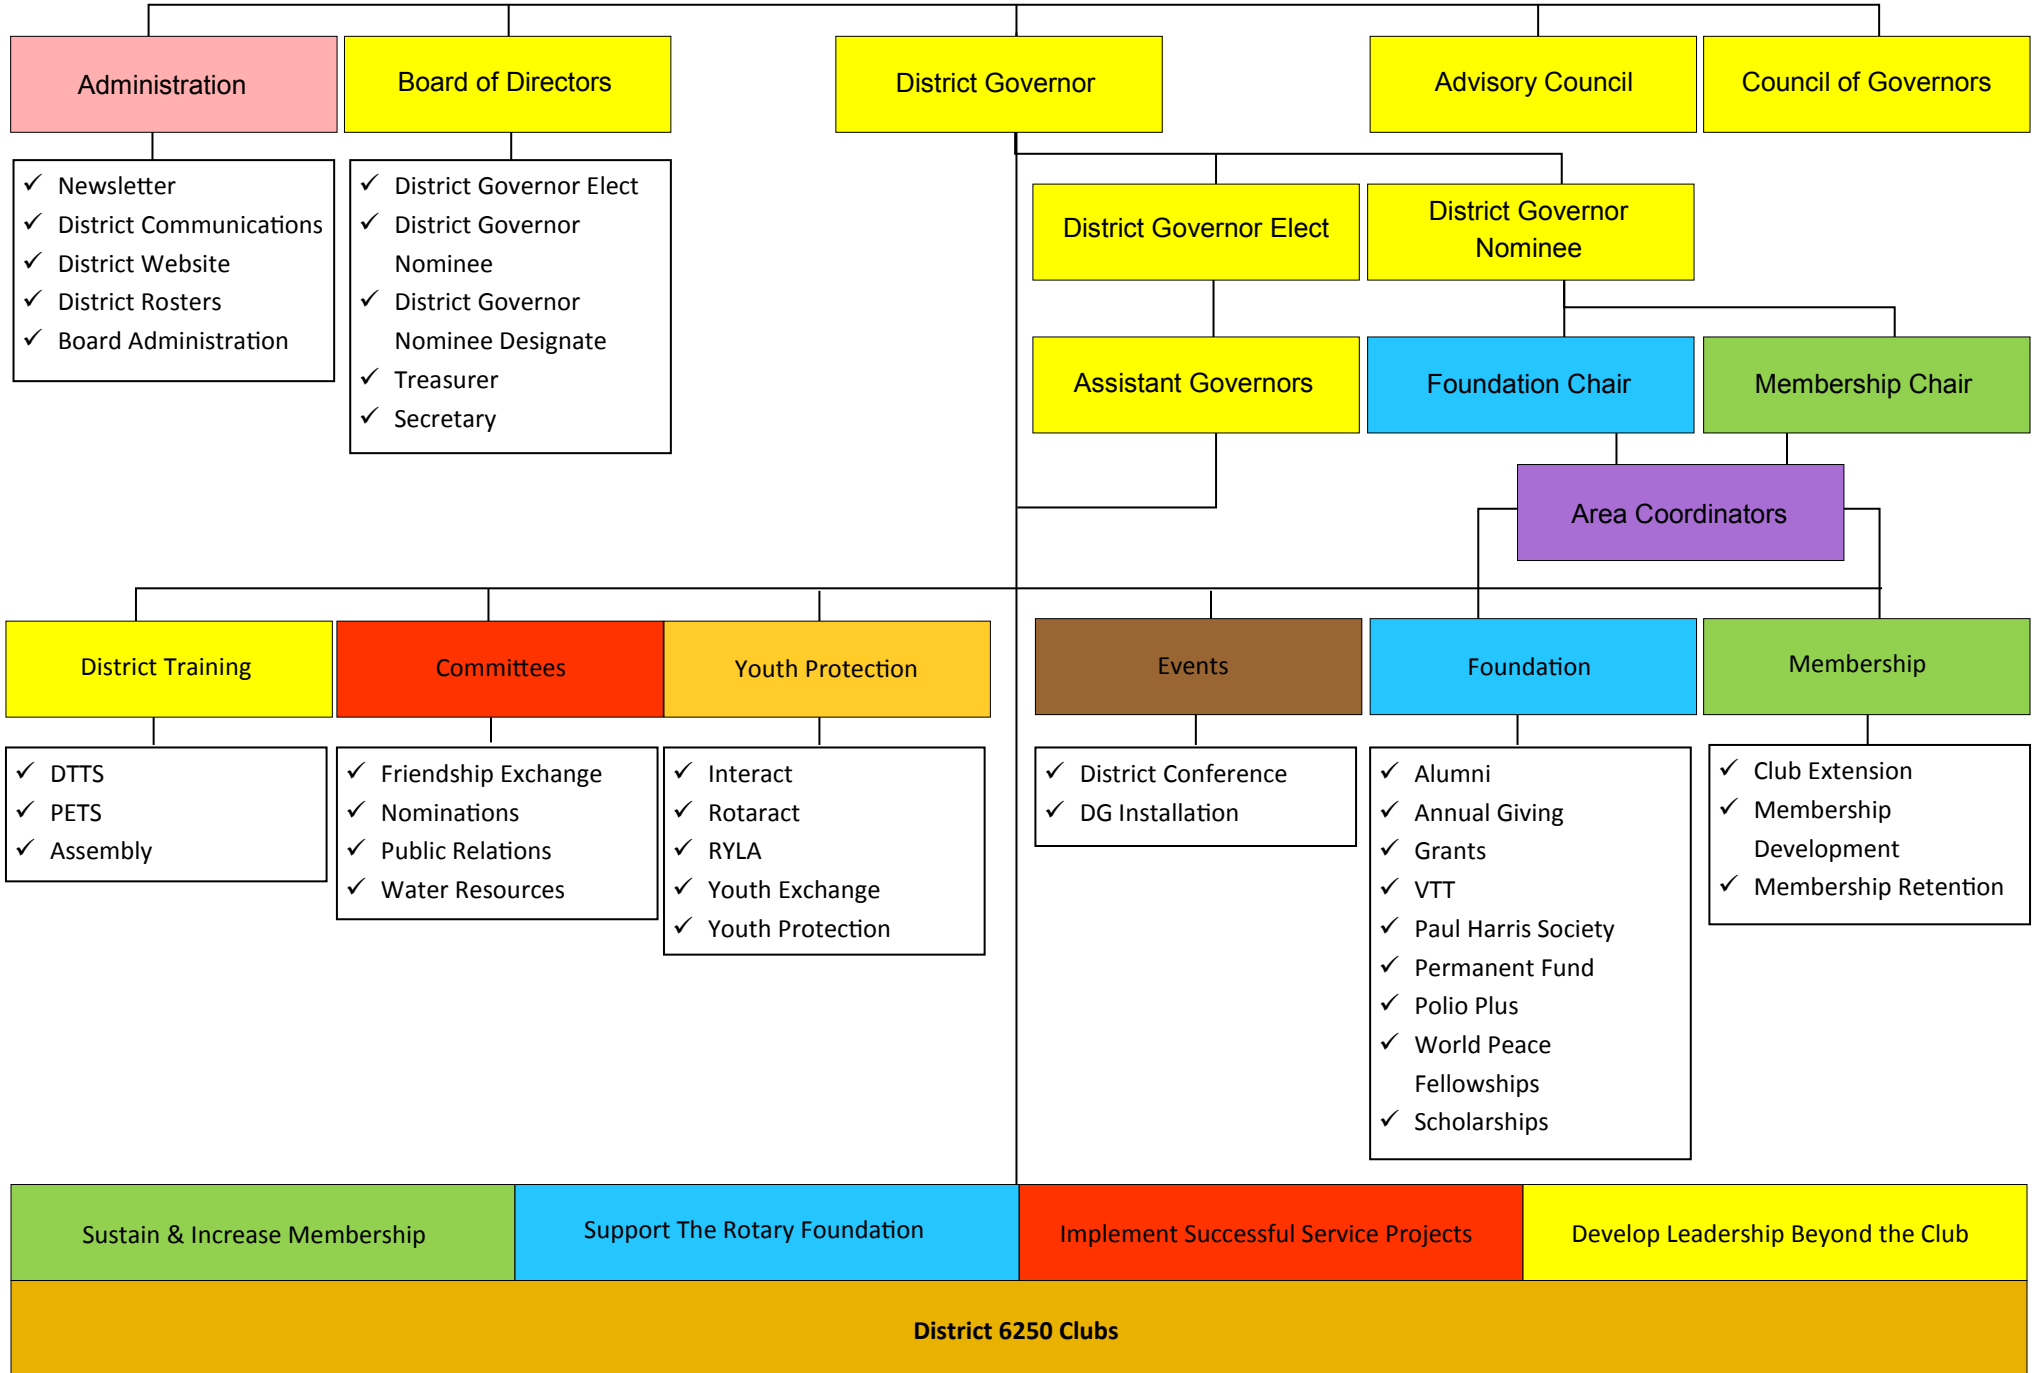 Administration
Board of Directors
District Governor
Advisory Council
Council of Governors
✓ Newsletter
✓ District Communications
✓ District Website
✓ District Rosters
✓ Board Administration
✓ District Governor Elect
✓ District Governor
Nominee
✓ District Governor
Nominee Designate
✓ Treasurer
✓ Secretary
District Governor Elect
District Governor
Nominee
Assistant Governors
Foundation Chair
Membership Chair
Area Coordinators
District Training
Committees
Youth Protection
Events
Foundation
Membership
✓ DTTS
✓ PETS
✓ Assembly
✓ Friendship Exchange
✓ Nominations
✓ Public Relations
✓ Water Resources
✓ Interact
✓ Rotaract
✓ RYLA
✓ Youth Exchange
✓ Youth Protection
✓ District Conference
✓ DG Installation
✓ Alumni
✓ Annual Giving
✓ Grants
✓ VTT
✓ Paul Harris Society
✓ Permanent Fund
✓ Polio Plus
✓ World Peace
Fellowships
✓ Scholarships
✓ Club Extension
✓ Membership
Development
✓ Membership Retention
Sustain & Increase Membership
Support The Rotary Foundation
Implement Successful Service Projects
Develop Leadership Beyond the Club
District 6250 Clubs